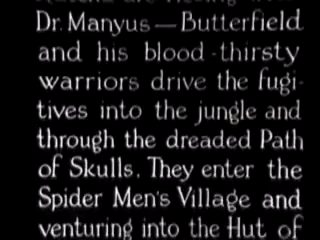 Dr. Manyus — Butterfield
and his blood-thirsty
warriors drive the fugi-
tives into the jungle and
through the dreaded Path
of Skulls. They enter the
Spider Men's Village and
venturing into the Hut of